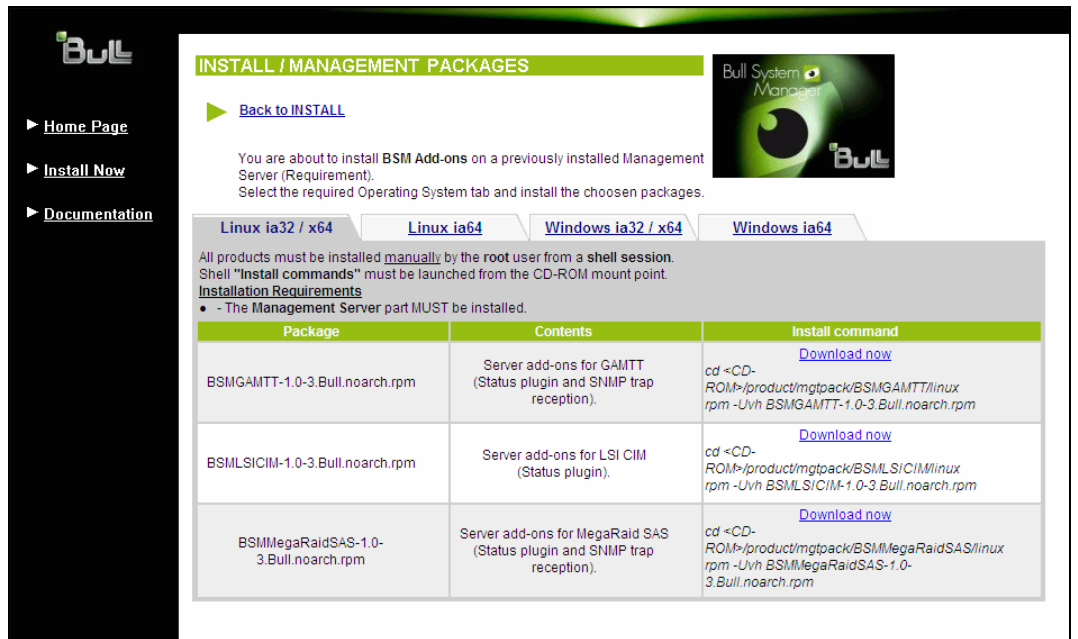 Bull
Home Page
Install Now
Documentation
INSTALL / MANAGEMENT PACKAGES
Back to INSTALL
Bull System
Manager
Bull
You are about to install BSM Add-ons on a previously installed Management
Server (Requirement).
Select the required Operating System tab and install the choosen packages.
Linux ia32 / x64
Linux ia64
Windows ia32 / x64
Windows ia64
All products must be installed manually by the root user from a shell session.
Shell "Install commands" must be launched from the CD-ROM mount point.
Installation Requirements
● - The Management Server part MUST be installed.
Package
Contents
Install command
BSMGAMTT-1.0-3.Bull.noarch.rpm
Server add-ons for GAMTT
(Status plugin and SNMP trap
reception).
Download now
cd <CD-
ROM>/product/mgtpack/BSMGAMTT/linux
rpm -Uvh BSMGAMTT-1.0-3.Bull.noarch.rpm
BSMLSICIM-1.0-3.Bull.noarch.rpm
Server add-ons for LSI CIM
(Status plugin).
Download now
cd <CD-
ROM>/product/mgtpack/BSMLSICIM/linux
rpm -Uvh BSMLSICIM-1.0-3.Bull.noarch.rpm
BSMMegaRaidSAS-1.0-
3.Bull.noarch.rpm
Server add-ons for MegaRaid SAS
(Status plugin and SNMP trap
reception).
Download now
cd <CD-
ROM>/product/mgtpack/BSMMegaRaidSAS/linux
rpm -Uvh BSMMegaRaidSAS-1.0-
3.Bull.noarch.rpm